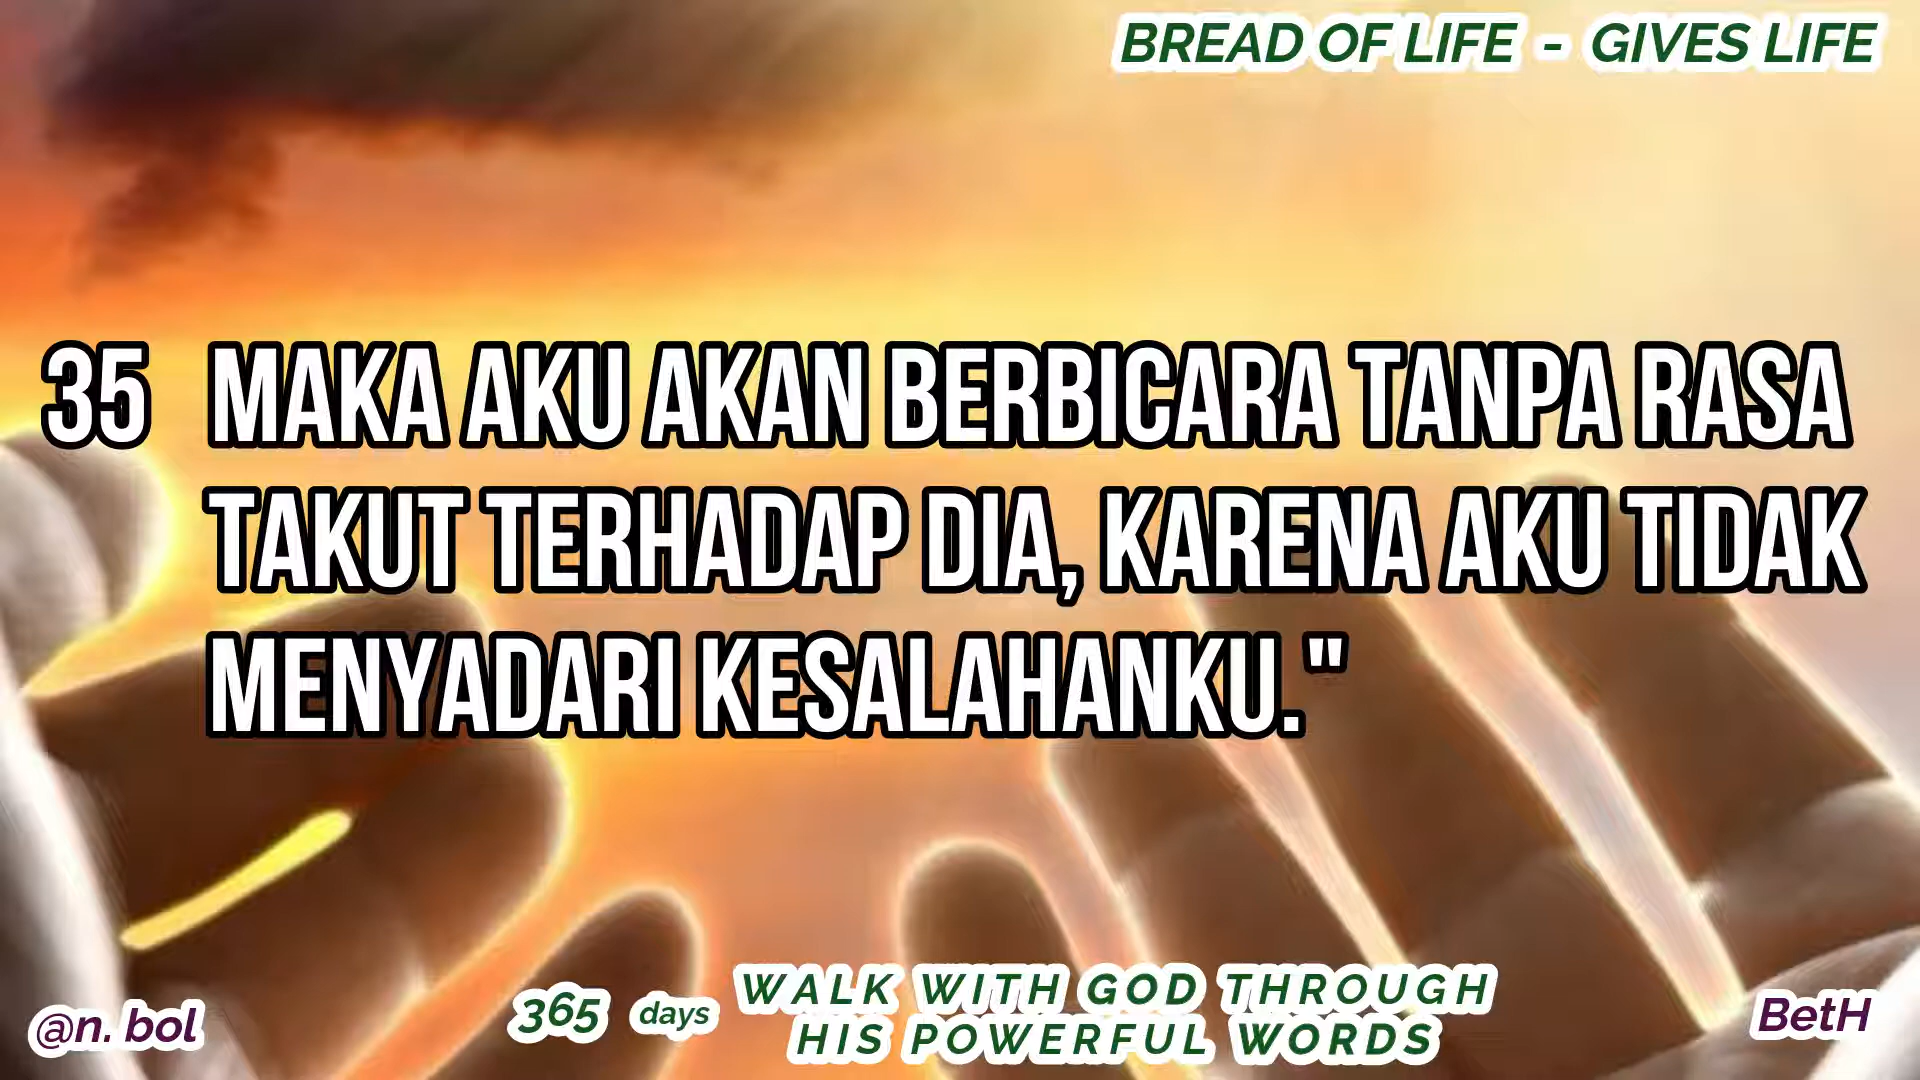 BREAD OF LIFE - GIVES LIFE
35 MAKA AKU AKAN BERBICARA TANPA RASA
TAKUT TERHADAP DIA, KARENA AKU TIDAK
MENYADARI KESALAHANKU."
@n. bol
365 days
WALK WITH GOD THROUGH
HIS POWERFUL WORDS
BetH